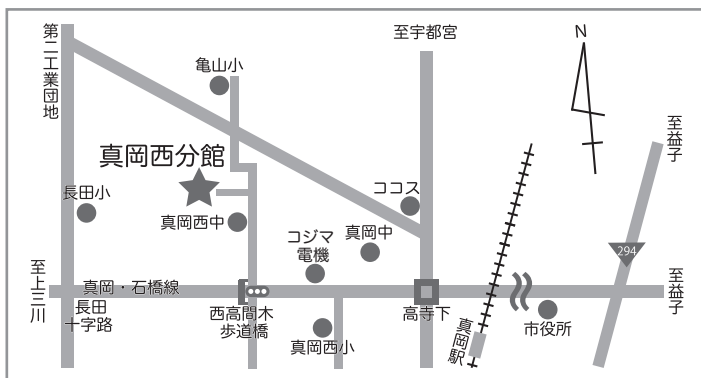 第二工業団地
亀山小
至宇都宮
N
至益子
真岡西分館
長田小
真岡西中
ココス
コジマ
電機
真岡中
294
至上三川
真岡・石橋線
長田
十字路
西高間木
歩道橋
真岡西小
高寺下
真岡駅
市役所
至益子